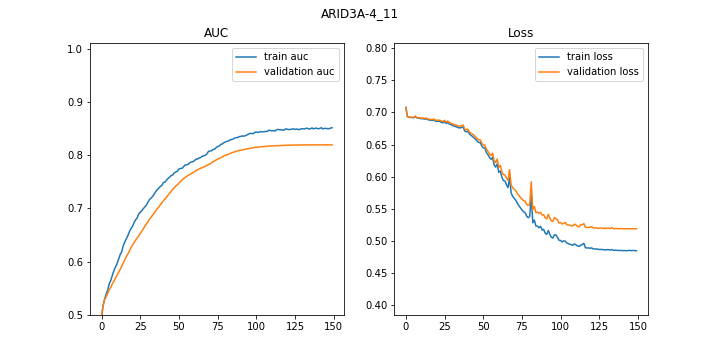 ARID3A-4_11
AUC
1.0
0.9
0.8
0.7
0.6
0.5
0 25 50 75 100 125 150
train auc
validation auc
Loss
0.80
0.75
0.70
0.65
0.60
0.55
0.50
0.45
0.40
0 25 50 75 100 125 150
train loss
validation loss